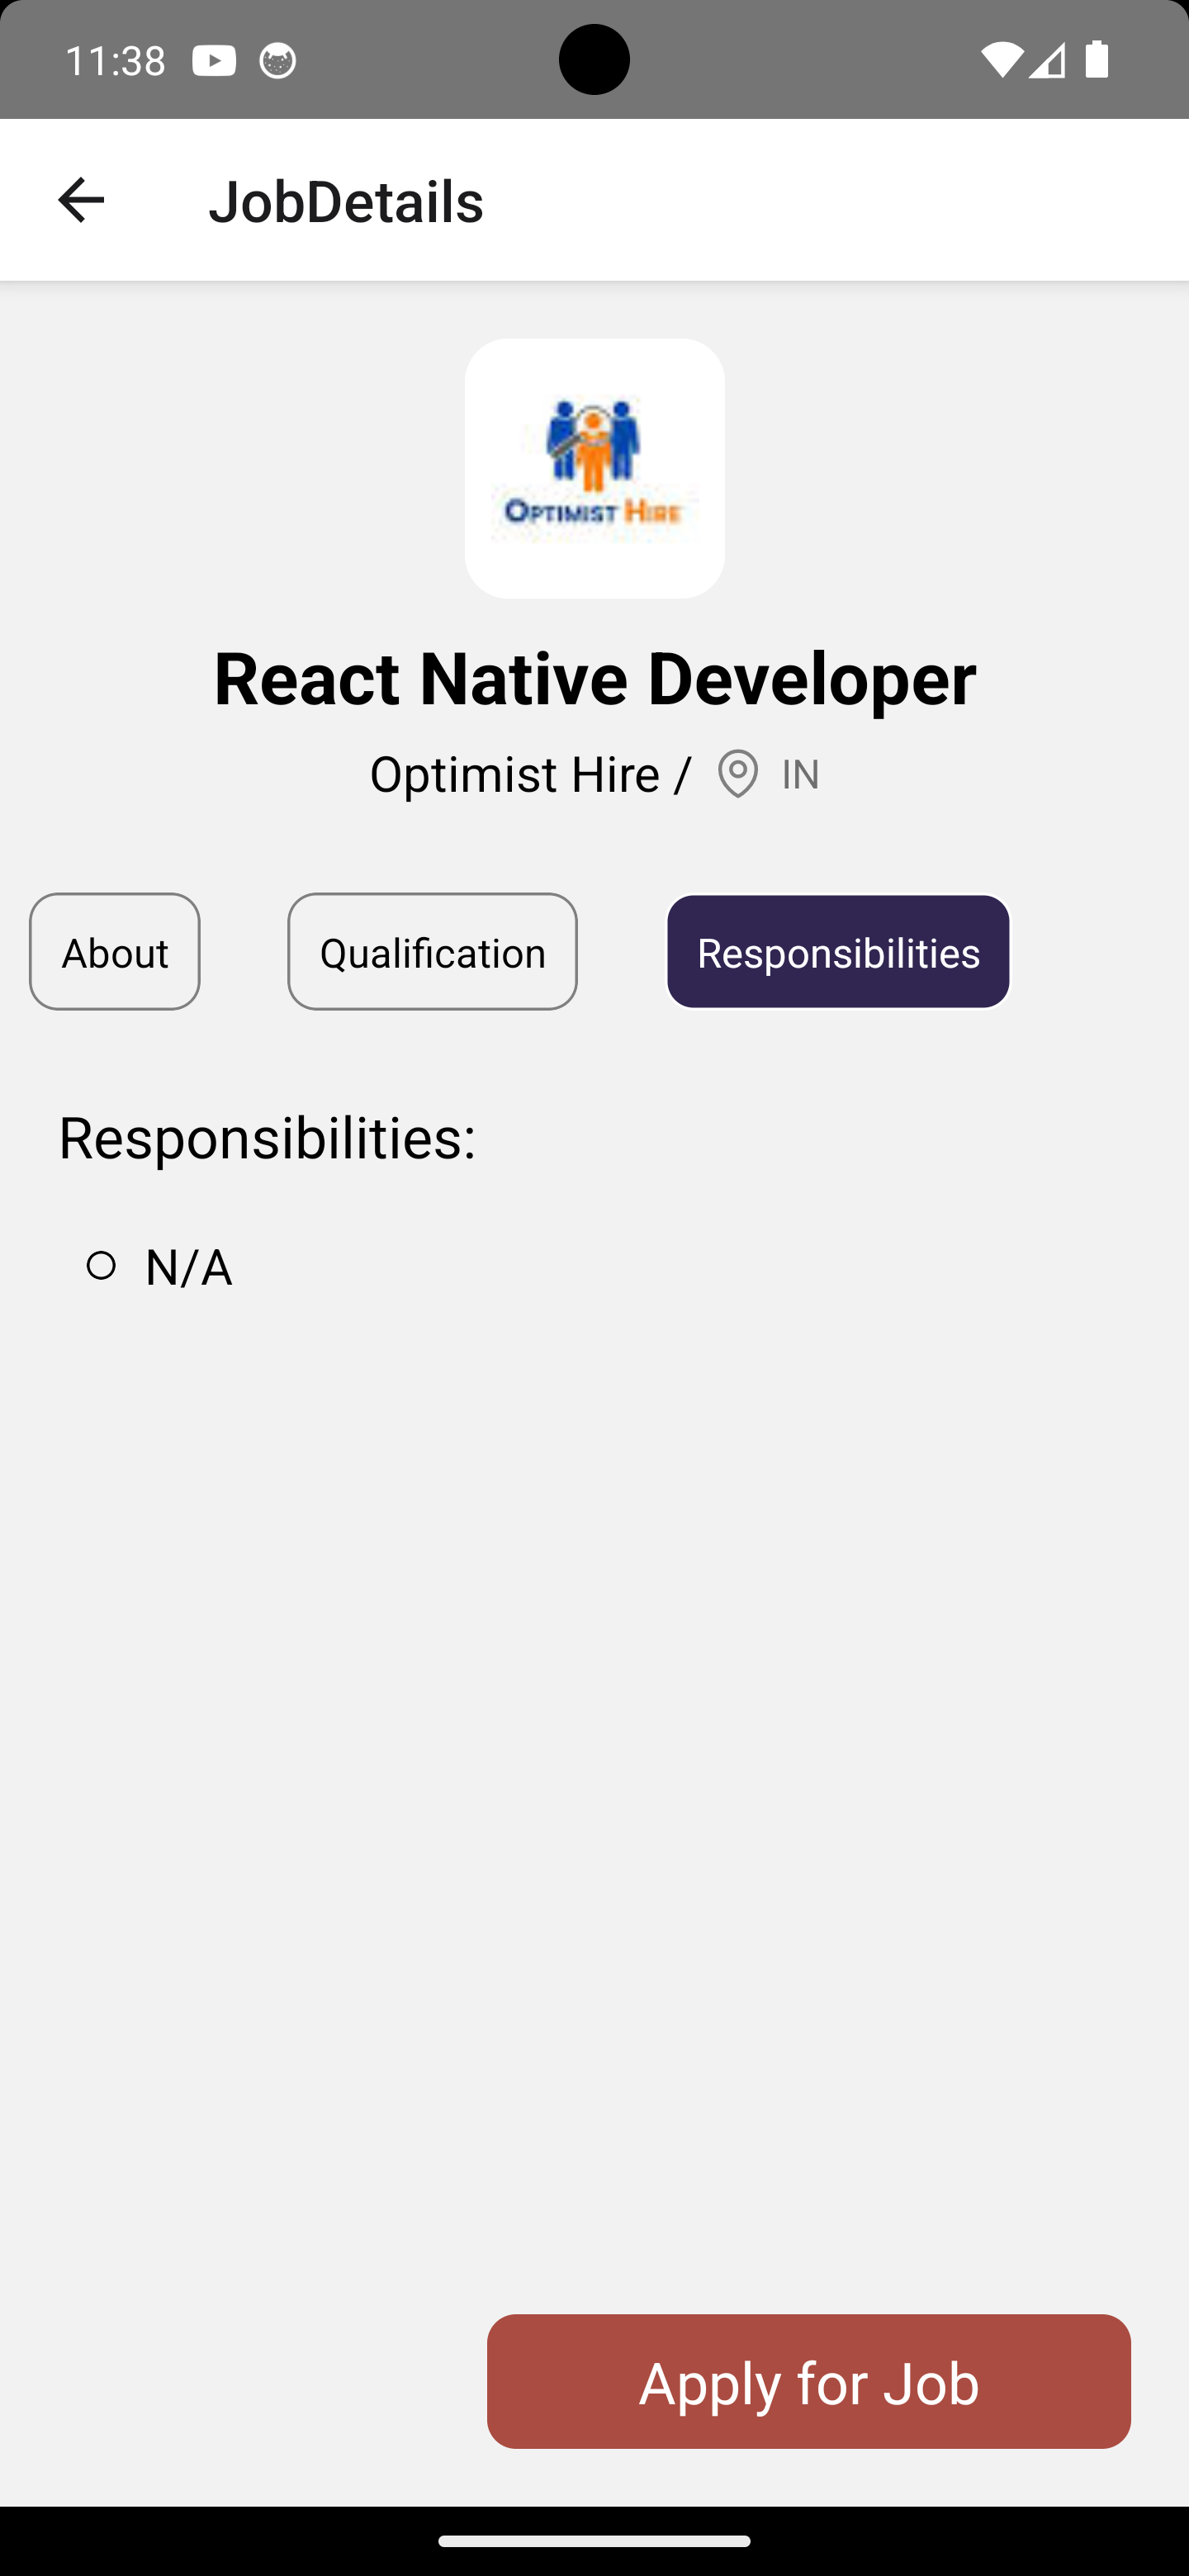 11:38
JobDetails
OPTIMIST HIRE
React Native Developer
Optimist Hire / IN
About Qualification Responsibilities
Responsibilities:
N/A
Apply for Job